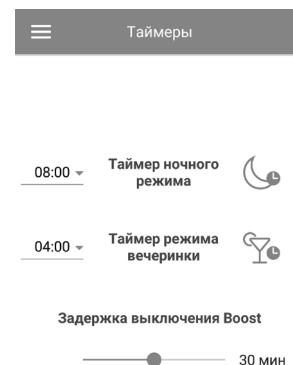 Таймеры
08:00
Таймер ночного
режима
04:00
Таймер режима
вечеринки
Задержка выключения Boost
30 мин